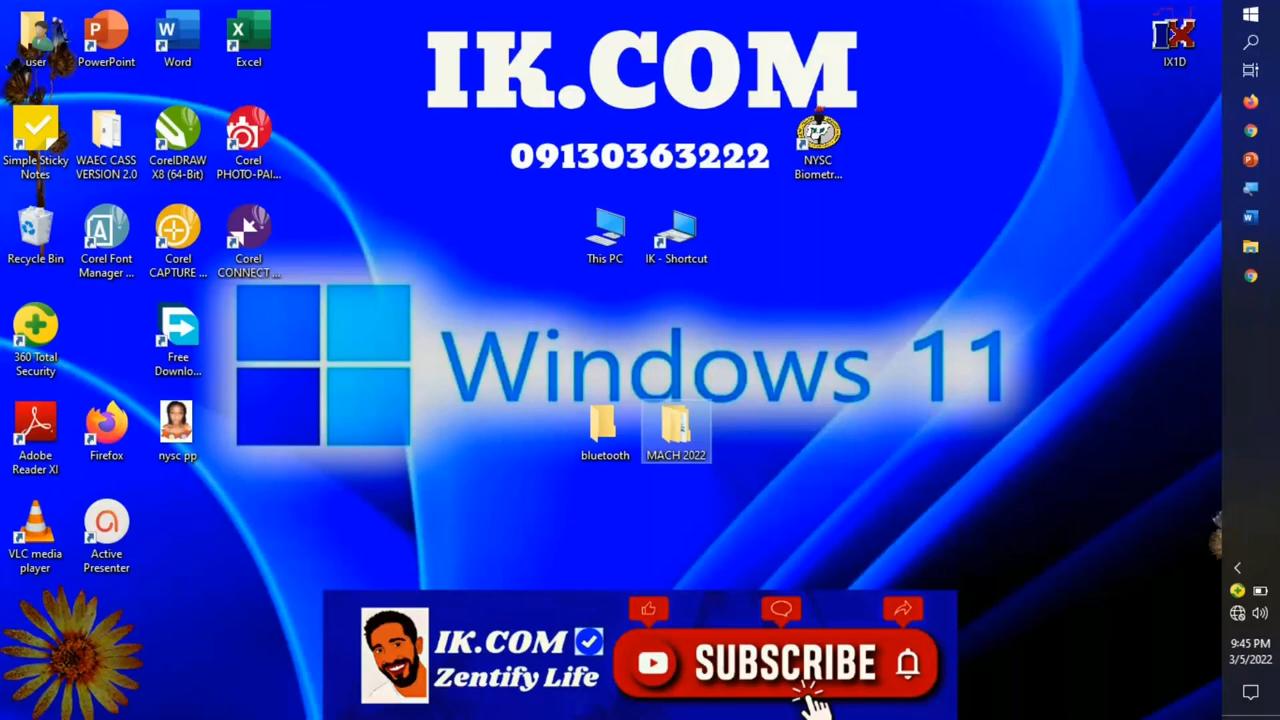 IK.COM
09130363222
user
PowerPoint
Word
Excel
IX1D
Simple Sticky
Notes
WAEC CASS
VERSION 2.0
CorelDRAW
X8 (64-Bit)
Corel
PHOTO-PAI...
NYSC
Biometr...
Recycle Bin
Corel Font
Manager ...
Corel
CAPTURE ...
Corel
CONNECT ...
This PC
IK - Shortcut
360 Total
Security
Free
Downlo...
Windows 11
Adobe
Reader XI
Firefox
nysc pp
bluetooth
MACH 2022
VLC media
player
Active
Presenter
IK.COM
Zentify Life
SUBSCRIBE
9:45 PM
3/5/2022